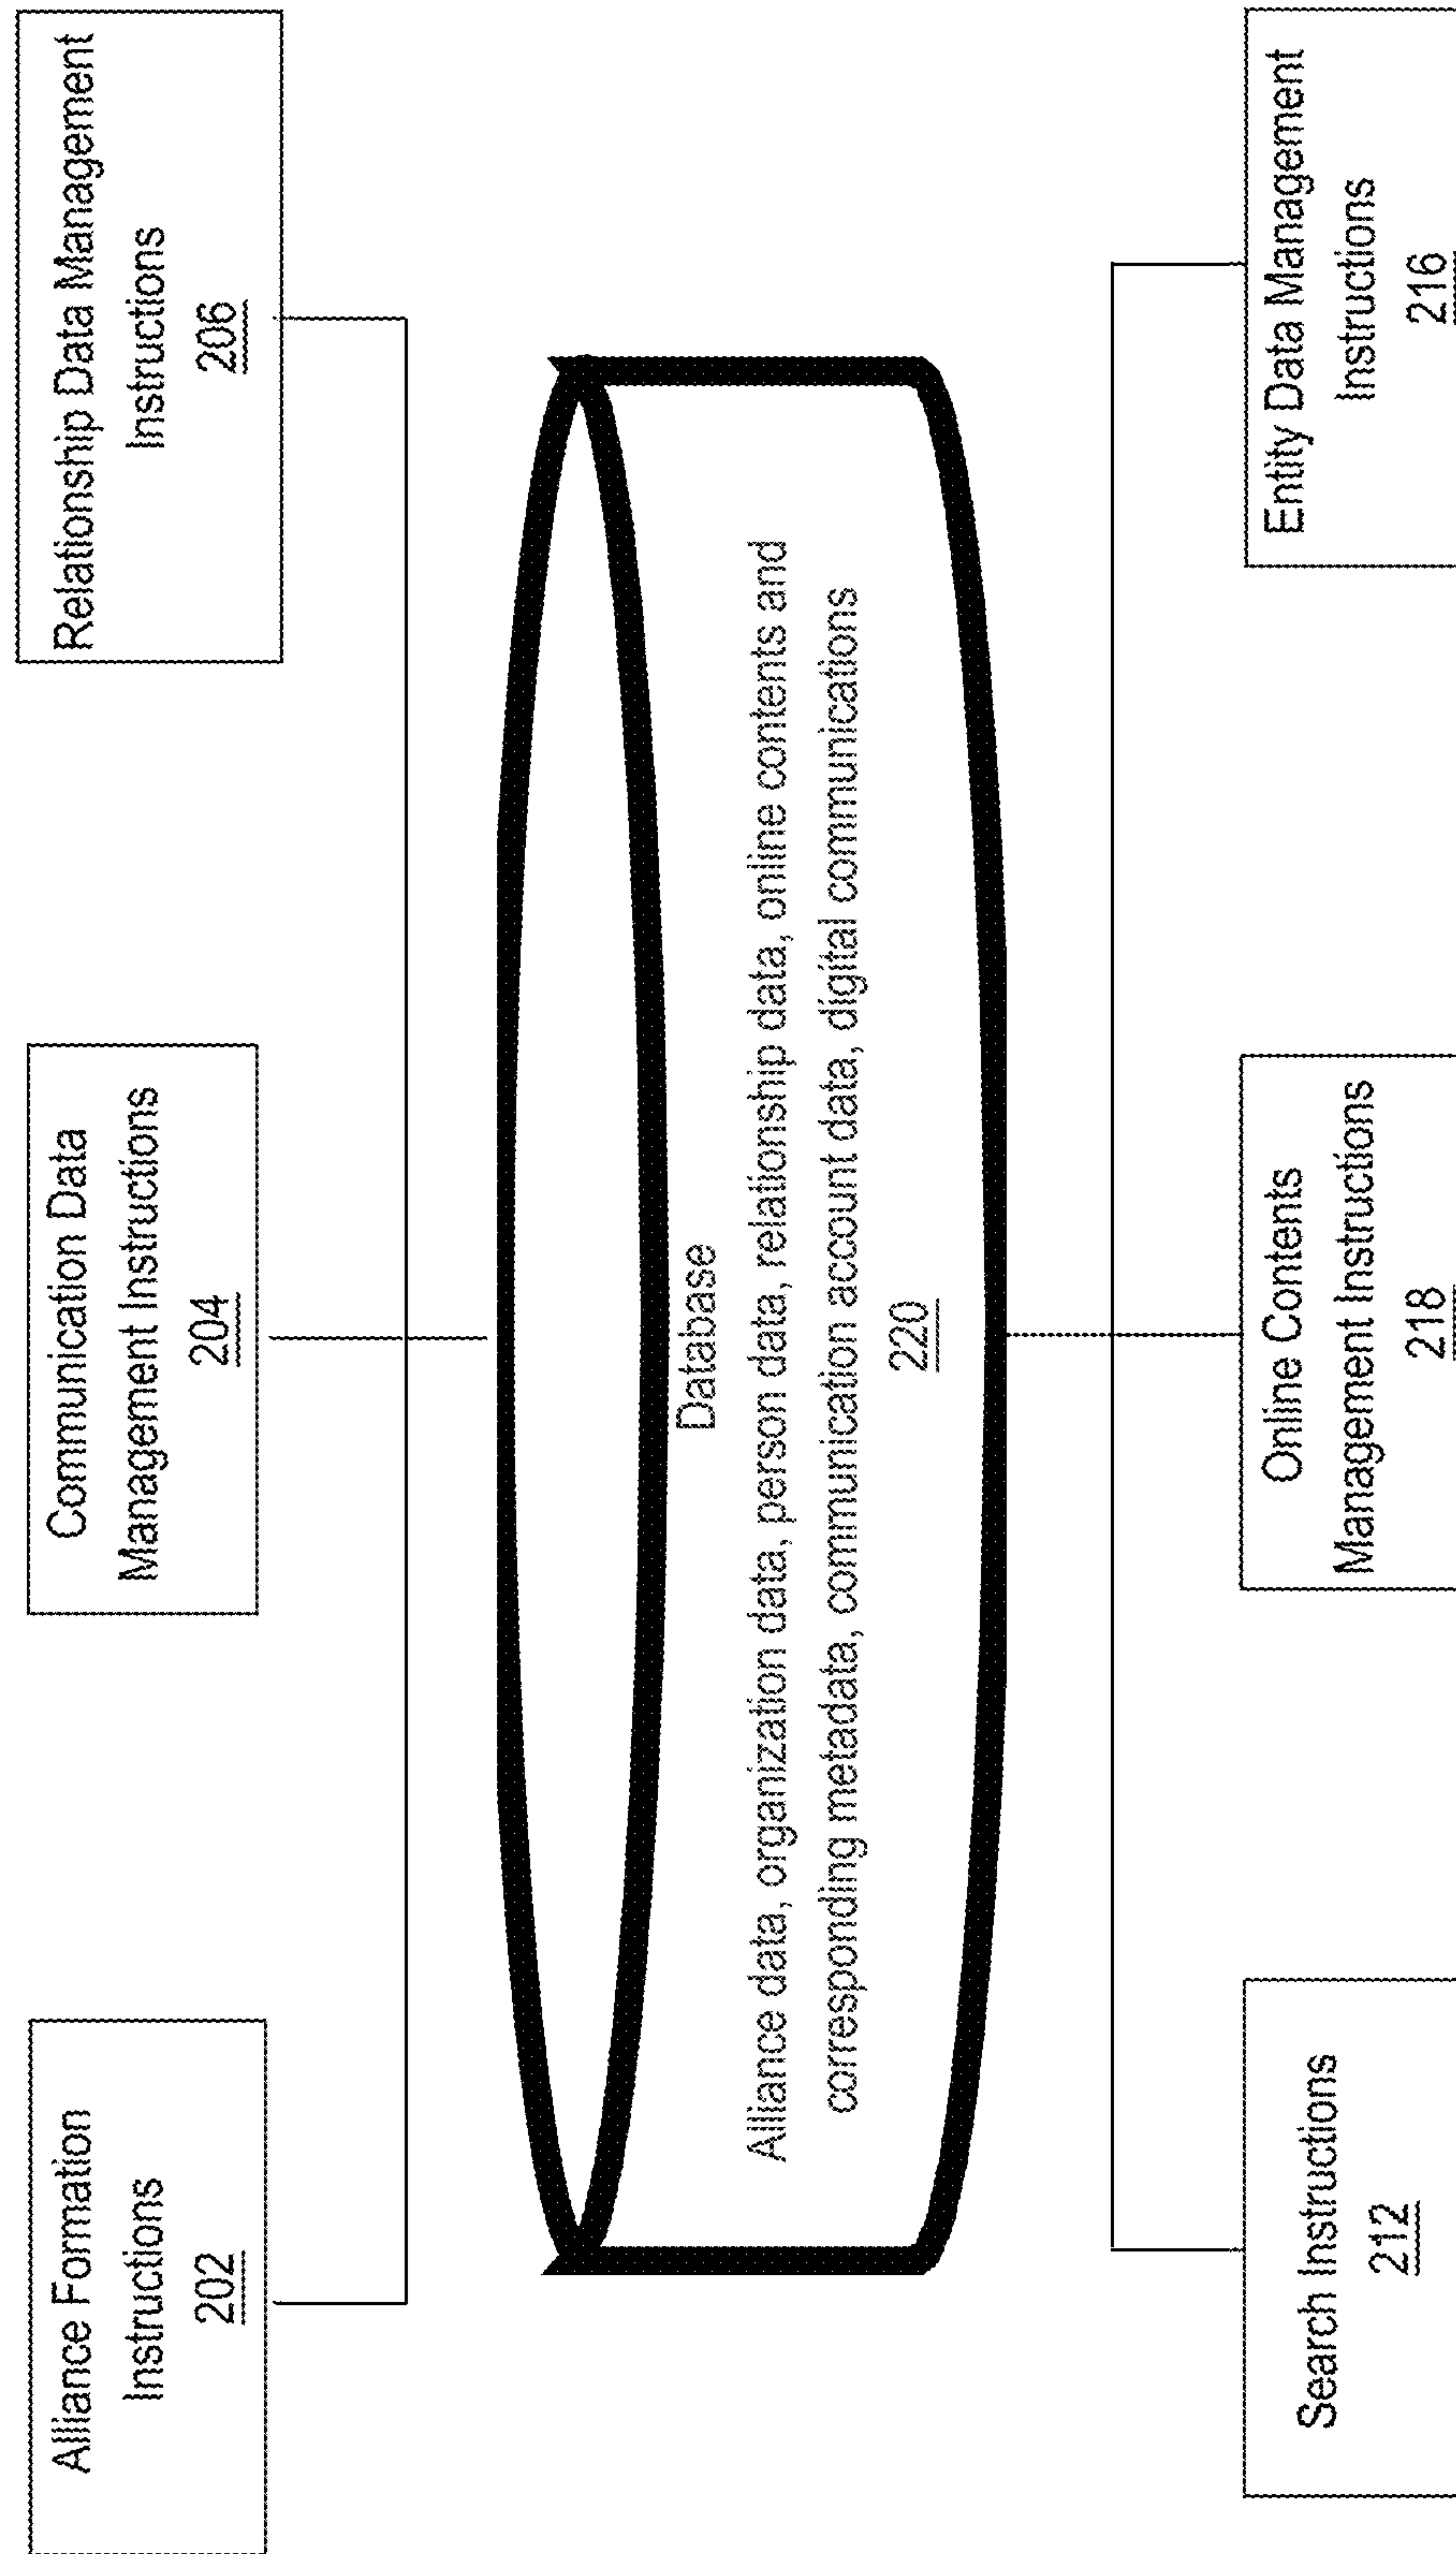 Alliance Formation
Instructions
202
Communication Data
Management Instructions
204
Relationship Data Management
Instructions
206
Database
Alliance data, organization data, person data, relationship data, online contents and
corresponding metadata, communication account data, digital communications
220
Search Instructions
212
Online Contents
Management Instructions
218
Entity Data Management
Instructions
216